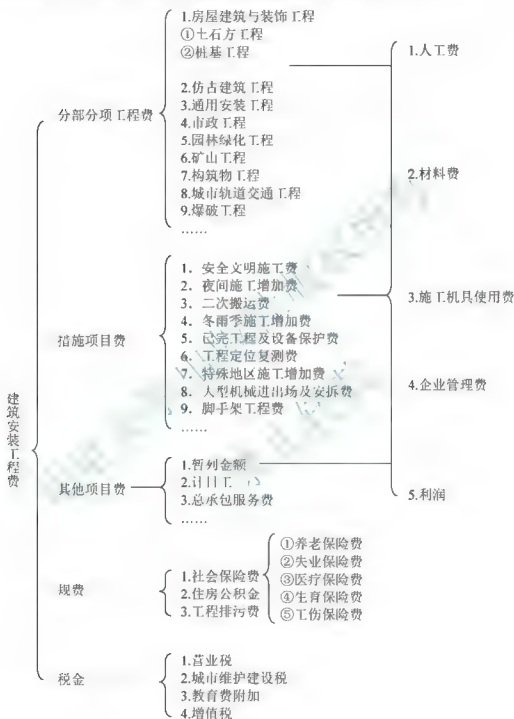 建筑安装工程费
分部分项工程费
1.房屋建筑与装饰工程
①土石方工程
②桩基工程
2.仿古建筑工程
3.通用安装工程
4.市政工程
5.园林绿化工程
6.矿山工程
7.构筑物工程
8.城市轨道交通工程
9.爆破工程
……
措施项目费
1. 安全文明施工费
2. 夜间施工增加费
3. 二次搬运费
4. 冬雨季施工增加费
5. 已完工程及设备保护费
6. 工程定位复测费
7. 特殊地区施工增加费
8. 大型机械进出场及安拆费
9. 脚手架工程费
……
其他项目费
1.暂列金额
2.计日工
3.总承包服务费
……
规费
1.社会保险费
2.住房公积金
3.工程排污费
①养老保险费
②失业保险费
③医疗保险费
④生育保险费
⑤工伤保险费
税金
1.营业税
2.城市维护建设税
3.教育费附加
4.增值税
1.人工费
2.材料费
3.施工机具使用费
4.企业管理费
5.利润